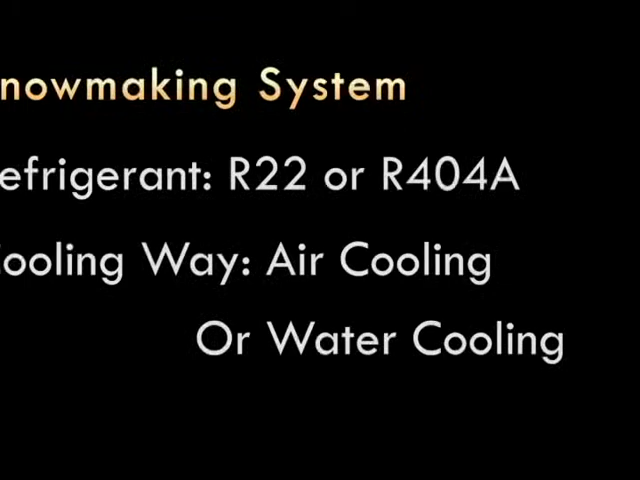 nowmaking System
efrigerant: R22 or R404A
ooling Way: Air Cooling
Or Water Cooling